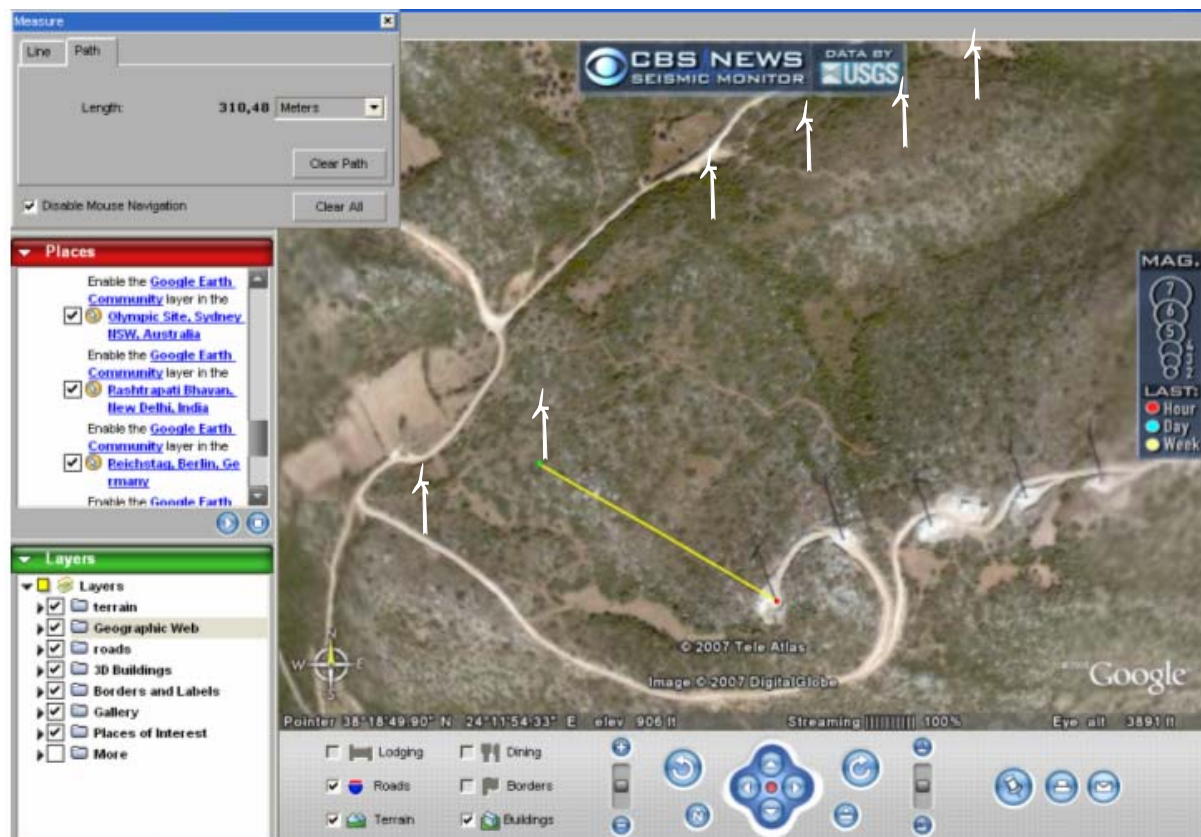 Measure
Line
Path
Length:
310,48
Meters
Clear Path
Disable Mouse Navigation
Clear All
CBS NEWS
SEISMIC MONITOR
DATA BY
USGS
Places
Enable the Google Earth
Community layer in the
Olympic Site, Sydney
NSW, Australia
Enable the Google Earth
Community layer in the
Rashtrapati Bhavan,
New Delhi, India
Enable the Google Earth
Community layer in the
Reichstag, Berlin, Ge
rmany
Enable the Google Earth
MAG.
7
6
5
4
3
2
LAST:
Hour
Day
Week
Layers
Layers
terrain
Geographic Web
roads
3D Buildings
Borders and Labels
Gallery
Places of Interest
More
N
W E
S
© 2007 Tele Atlas
Image © 2007 DigitalGlobe
Google
Pointer 38°18'49.90" N 24°11'54.33" E elev 906 ft Streaming |||||||||| 100% Eye alt 3891 ft
Lodging
Dining
Roads
Borders
Terrain
Buildings
N